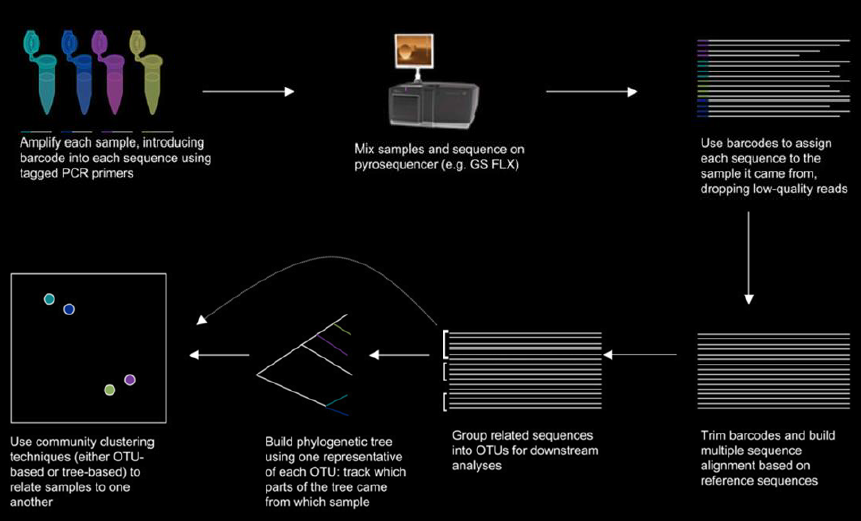 Amplify each sample, introducing
barcode into each sequence using
tagged PCR primers
Mix samples and sequence on
pyrosequencer (e.g. GS FLX)
Use barcodes to assign
each sequence to the
sample it came from,
dropping low-quality reads
Use community clustering
techniques (either OTU-
based or tree-based) to
relate samples to one
another
Build phylogenetic tree
using one representative
of each OTU: track which
parts of the tree came
from which sample
Group related sequences
into OTUs for downstream
analyses
Trim barcodes and build
multiple sequence
alignment based on
reference sequences